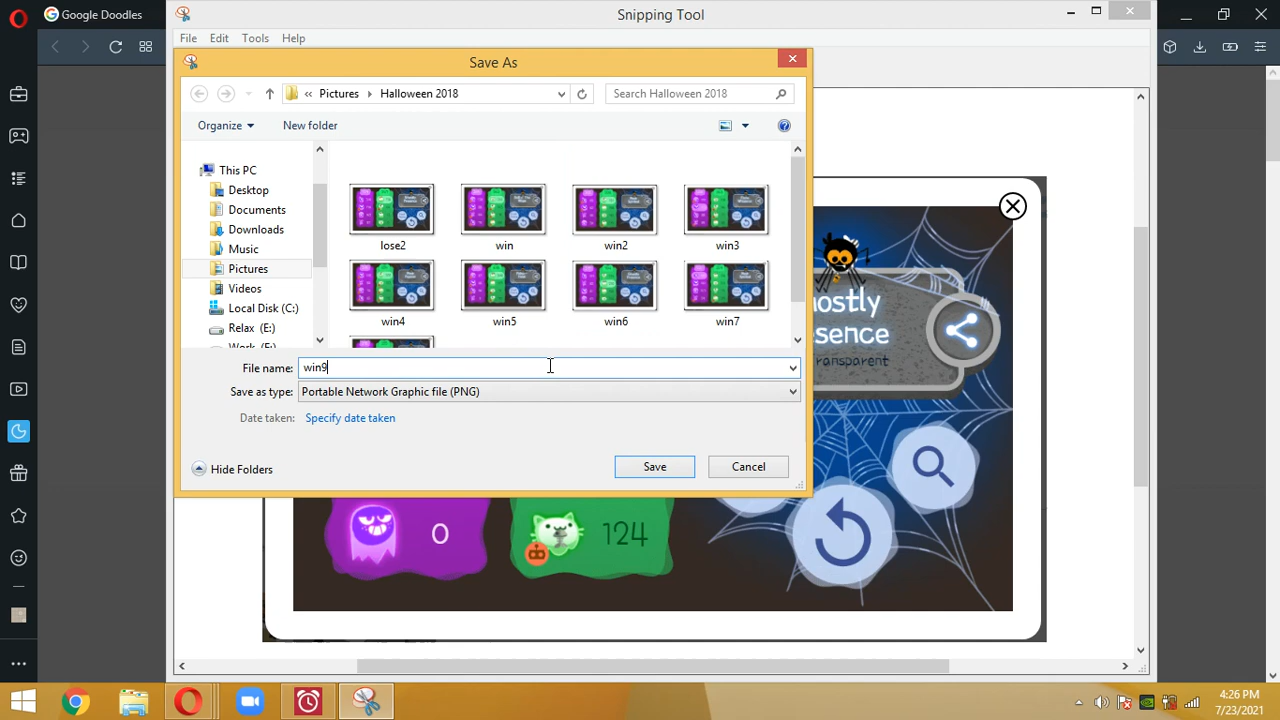 Google Doodles
Snipping Tool
File Edit Tools Help
Save As
« Pictures Halloween 2018
Search Halloween 2018
Organize New folder
This PC
Desktop
Documents
Downloads
Music
Pictures
Videos
Local Disk (C:)
Relax (E:)
lose2 win win2 win3
win4 win5 win6 win7
File name: win9
Save as type: Portable Network Graphic file (PNG)
Date taken: Specify date taken
Hide Folders
Save Cancel
0
124
4:26 PM
7/23/2021